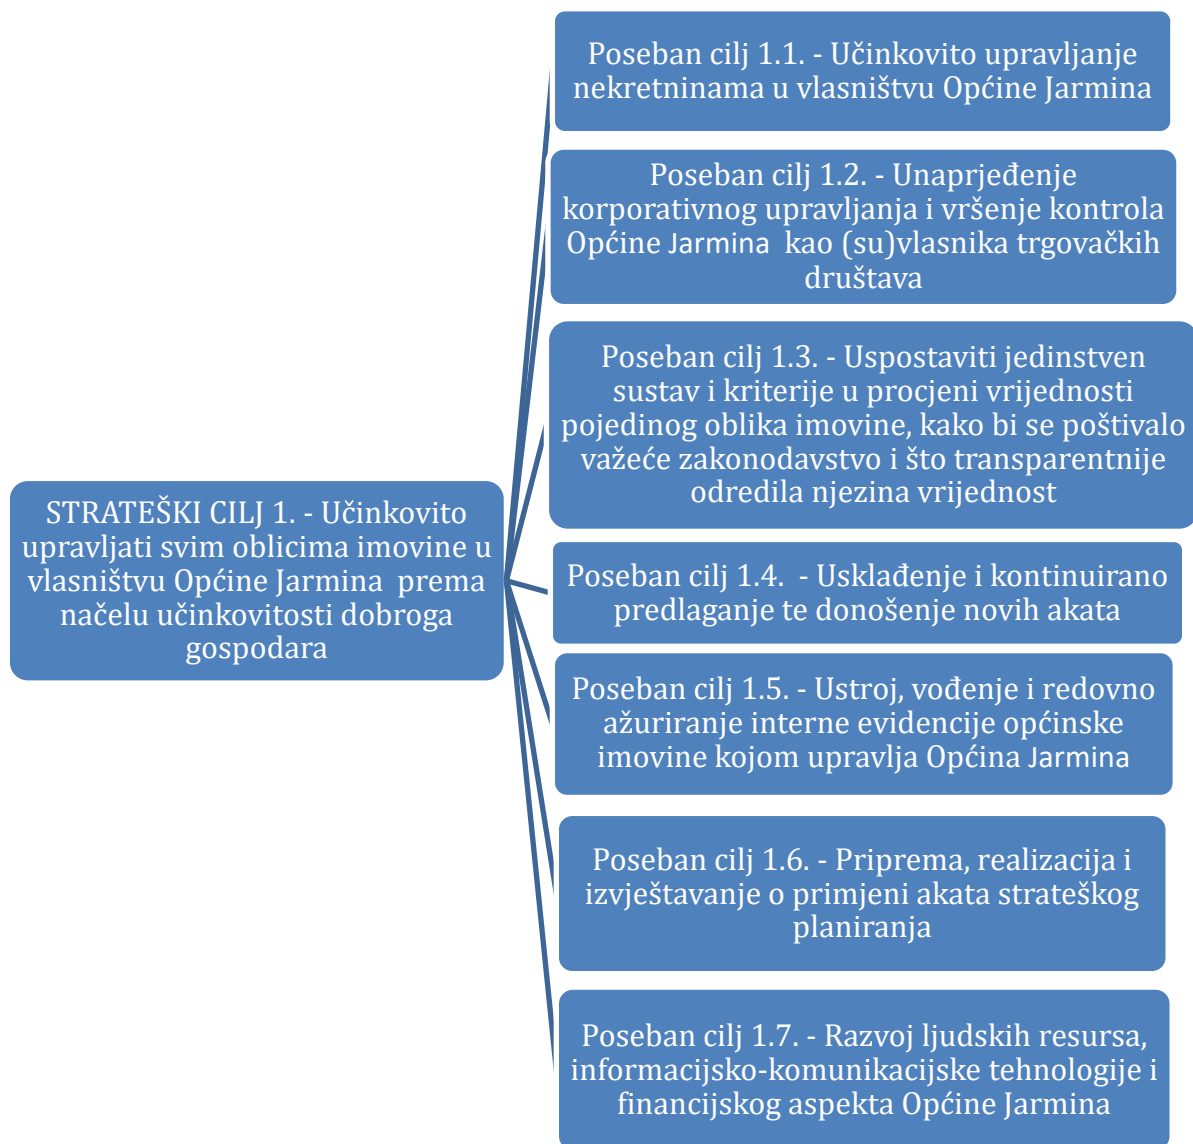 STRATEŠKI CILJ 1. - Učinkovito
upravljati svim oblicima imovine u
vlasništvu Općine Jarmina  prema
načelu učinkovitosti dobroga
gospodara
Poseban cilj 1.1. - Učinkovito upravljanje
nekretninama u vlasništvu Općine Jarmina
Poseban cilj 1.2. - Unaprjeđenje
korporativnog upravljanja i vršenje kontrola
Općine Jarmina  kao (su)vlasnika trgovačkih
društava
Poseban cilj 1.3. - Uspostaviti jedinstven
sustav i kriterije u procjeni vrijednosti
pojedinog oblika imovine, kako bi se poštivalo
važeće zakonodavstvo i što transparentnije
odredila njezina vrijednost
Poseban cilj 1.4.  - Usklađenje i kontinuirano
predlaganje te donošenje novih akata
Poseban cilj 1.5. - Ustroj, vođenje i redovno
ažuriranje interne evidencije općinske
imovine kojom upravlja Općina Jarmina
Poseban cilj 1.6. - Priprema, realizacija i
izvještavanje o primjeni akata strateškog
planiranja
Poseban cilj 1.7. - Razvoj ljudskih resursa,
informacijsko-komunikacijske tehnologije i
financijskog aspekta Općine Jarmina